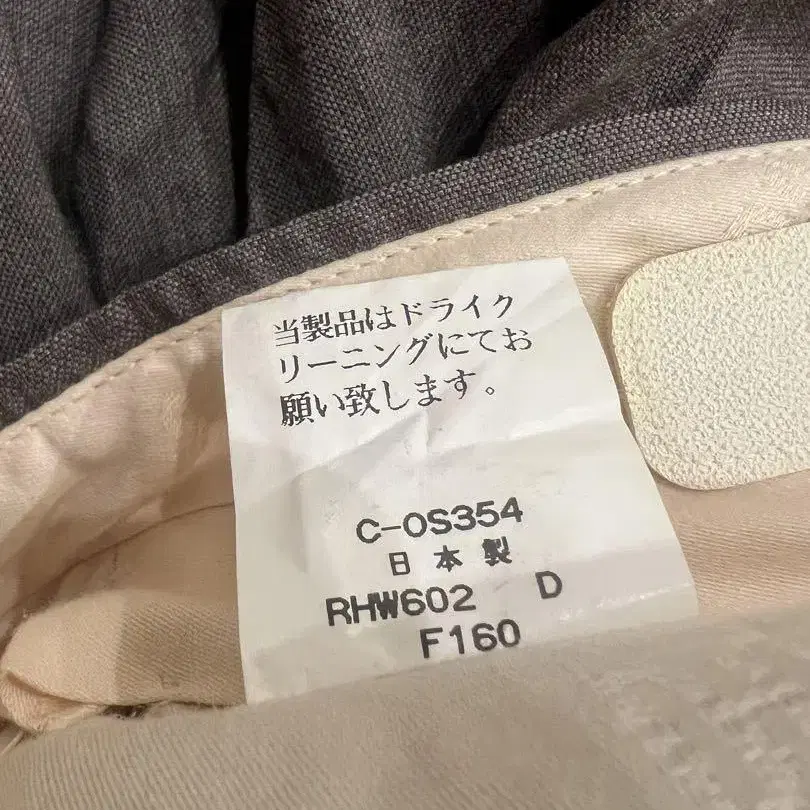 当製品はドライク
リーニングにてお
願い致します。
C-OS354
日本製
RHW602 D
F160